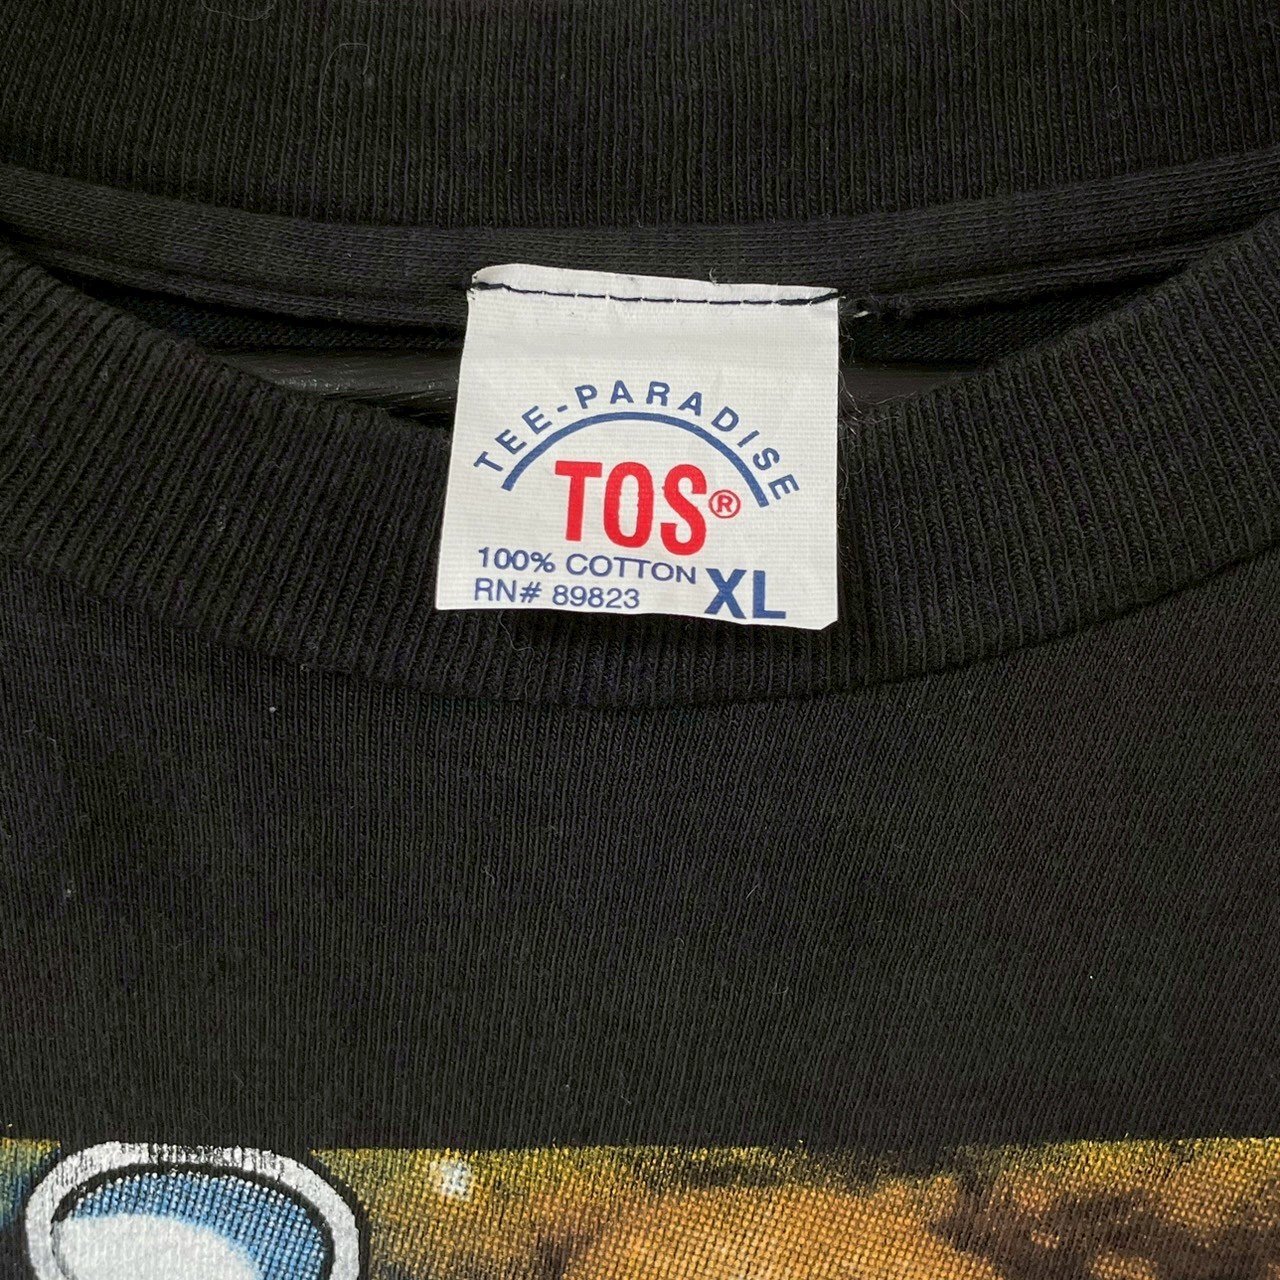 TEE-PARADISE
TOS®
100% COTTON XL
RN# 89823